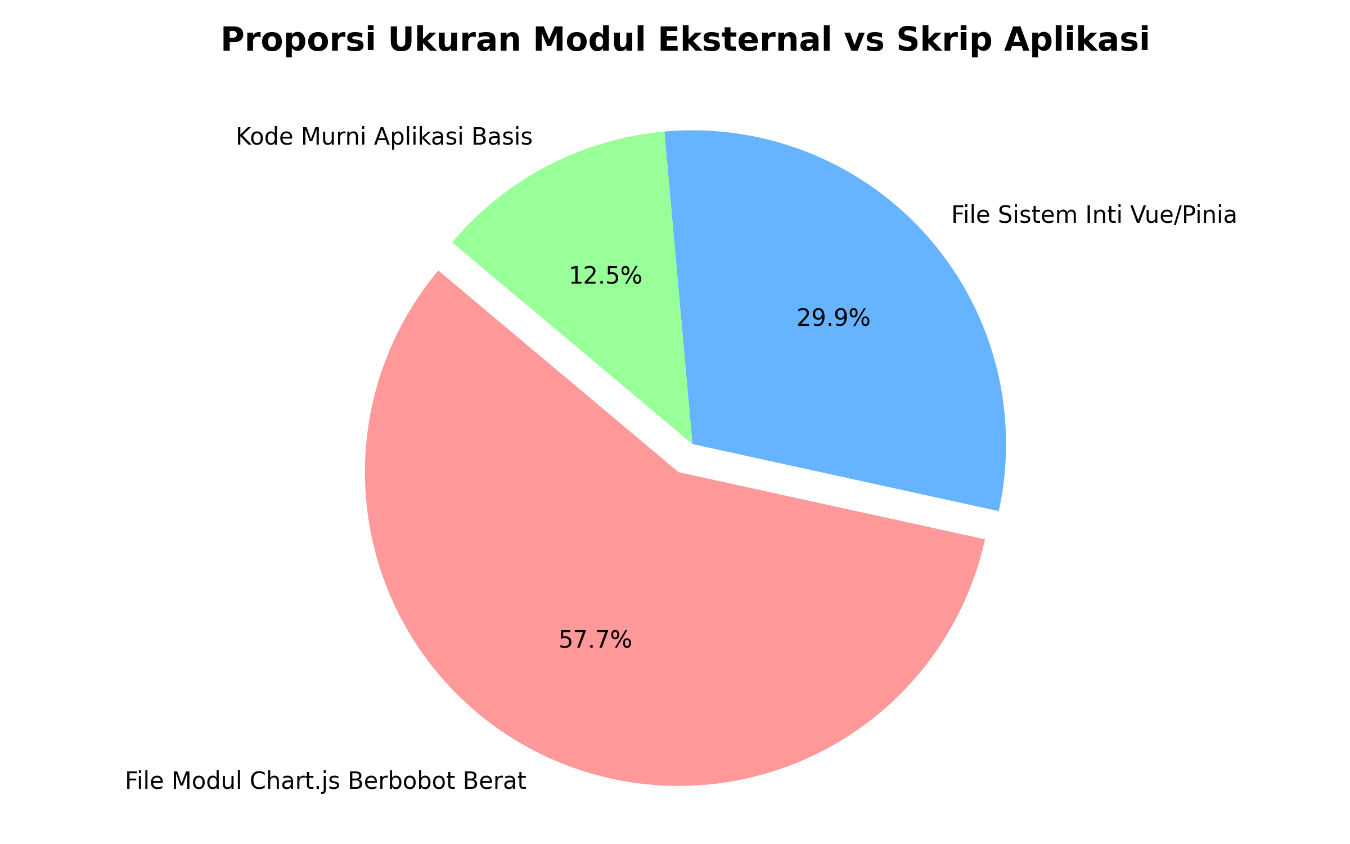 Proporsi Ukuran Modul Eksternal vs Skrip Aplikasi
Kode Murni Aplikasi Basis
File Sistem Inti Vue/Pinia
12.5%
29.9%
57.7%
File Modul Chart.js Berbobot Berat